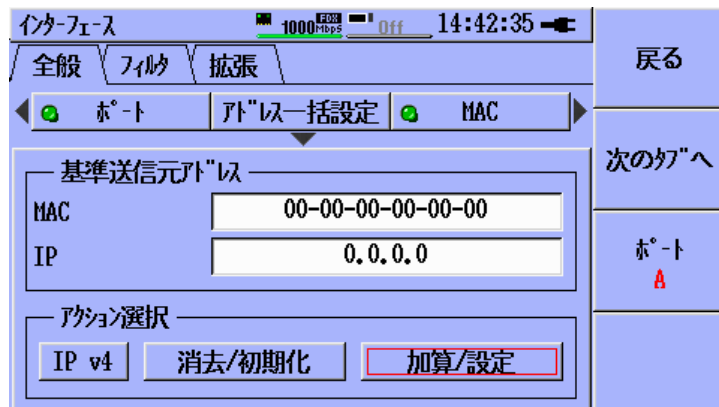 インターフェース 1000 FDX Mbps Off 14:42:35
戻る
全般 フィルタ 拡張
ポート アドレス一括設定 MAC
次のタブへ
基準送信元アドレス
MAC 00-00-00-00-00-00
IP 0.0.0.0
ポート
A
アクション選択
IP v4 消去/初期化 加算/設定